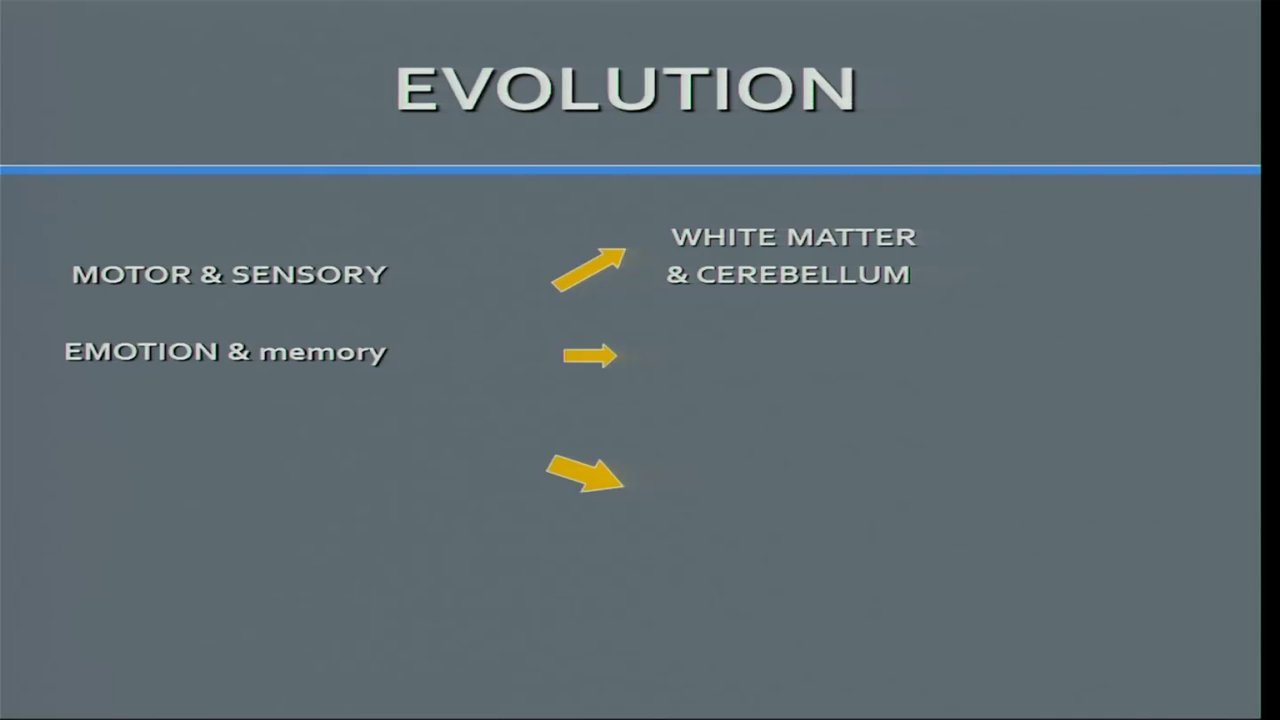 EVOLUTION
WHITE MATTER
MOTOR & SENSORY
& CEREBELLUM
EMOTION & memory